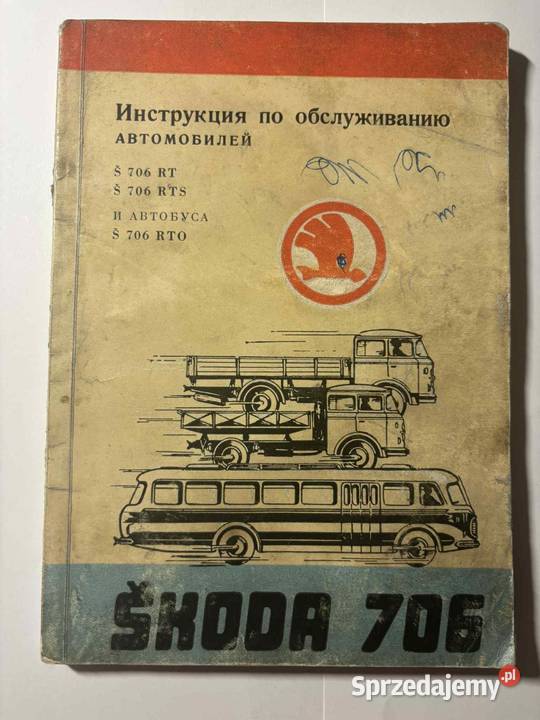 Инструкция по обслуживанию
АВТОМОБИЛЕЙ
Š 706 RT
Š 706 RTS
И АВТОБУСА
Š 706 RTO
ŠKODA 706
Sprzedajemy.pl